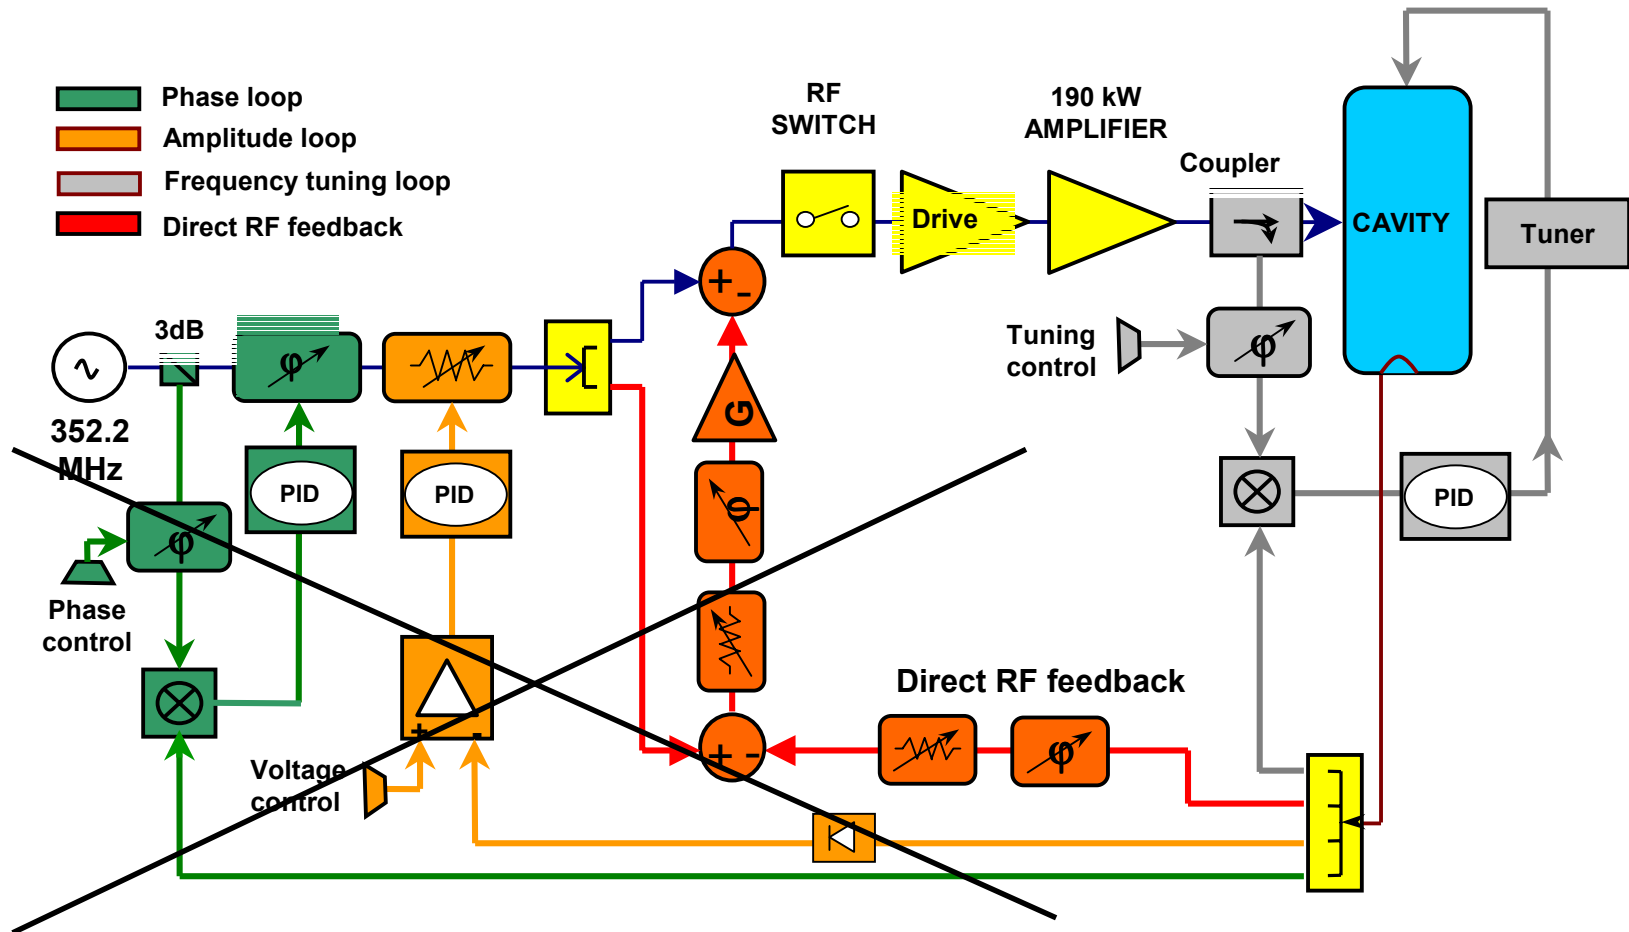 Phase loop
Amplitude loop
Frequency tuning loop
Direct RF feedback
RF
SWITCH
190 kW
AMPLIFIER
Coupler
Drive
CAVITY
Tuner
3dB
φ
352.2
MHz
Tuning
control
φ
G
PID
PID
φ
PID
φ
Phase
control
Direct RF feedback
φ
Voltage
control
+ -
+ -
+ -